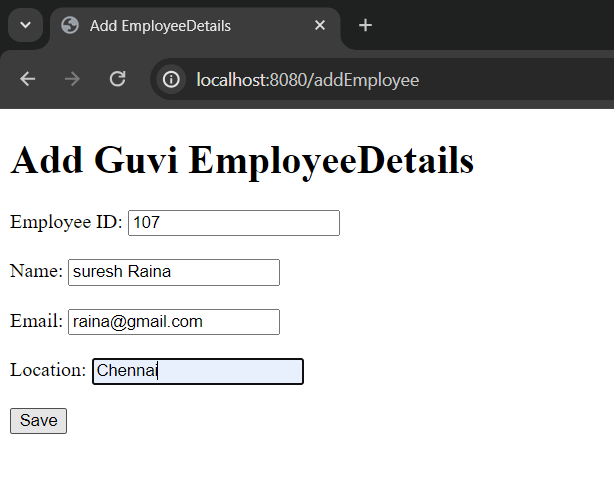 Add EmployeeDetails
localhost:8080/addEmployee
Add Guvi EmployeeDetails
Employee ID: 107
Name: suresh Raina
Email: raina@gmail.com
Location: Chennai
Save